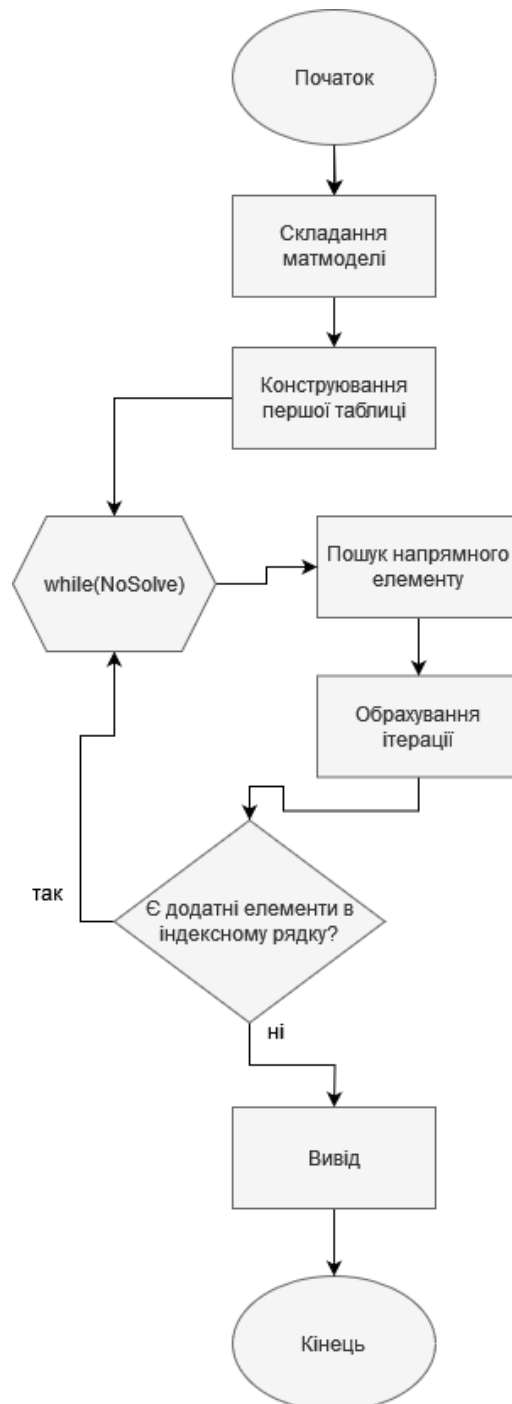 Початок
Складання
матмоделі
Конструювання
першої таблиці
while(NoSolve)
Пошук напрямного
елементу
Обрахування
ітерації
Є додатні елементи в
індексному рядку?
так
ні
Вивід
Кінець